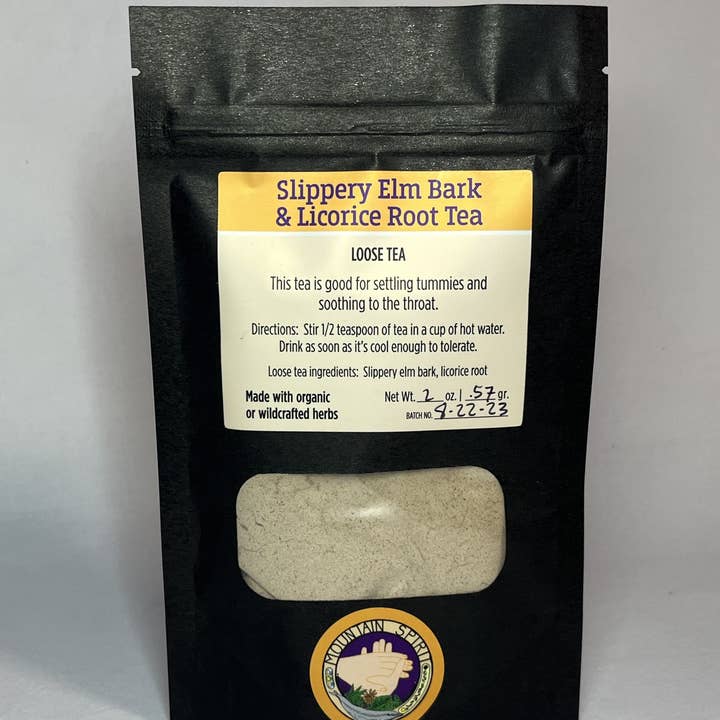 Slippery Elm Bark
& Licorice Root Tea
LOOSE TEA
This tea is good for settling tummies and
soothing to the throat.
Directions: Stir 1/2 teaspoon of tea in a cup of hot water.
Drink as soon as it's cool enough to tolerate.
Loose tea ingredients: Slippery elm bark, licorice root
Made with organic
or wildcrafted herbs
Net Wt. 2 oz. | .57 gr.
BATCH NO. 8-22-23
MOUNTAIN SPIRIT